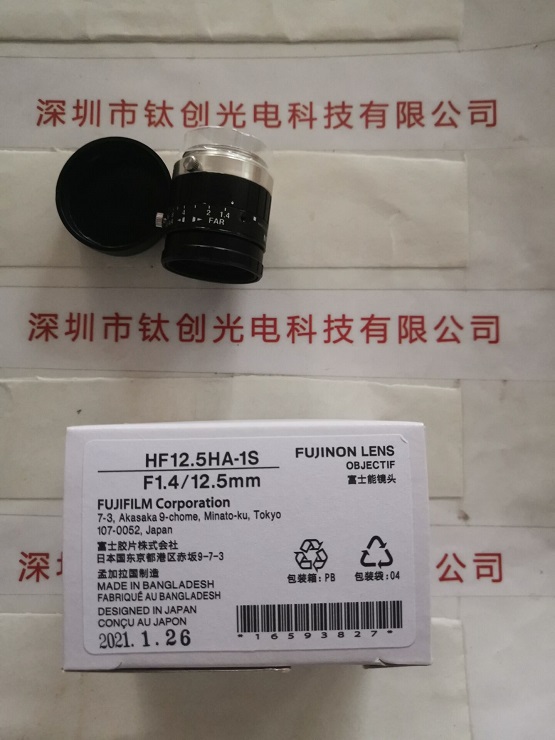 深圳市钛创光电科技有限公司
2 1.4
FAR
深圳市钛创光电科技有限公司
HF12.5HA-1S
F1.4/12.5mm
FUJINON LENS
OBJECTIF
富士能镜头
FUJIFILM Corporation
7-3, Akasaka 9-chome, Minato-ku, Tokyo
107-0052, Japan
富士胶片株式会社
日本国东京都港区赤坂9-7-3
孟加拉国制造
MADE IN BANGLADESH
FABRIQUÉ AU BANGLADESH
DESIGNED IN JAPAN
CONÇU AU JAPON
2021.1.26
包装箱:PB
包装袋:04
*16593827*
深
公司